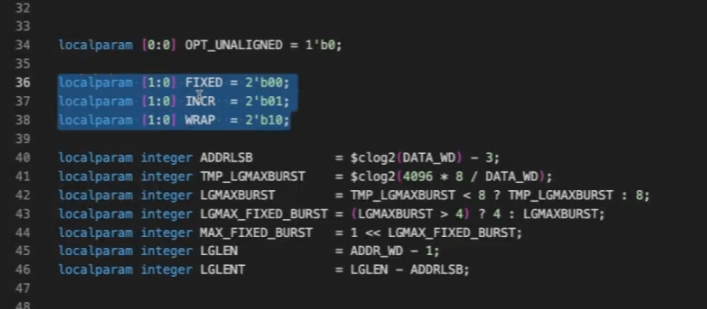 32
33
34 localparam [0:0] OPT_UNALIGNED = 1'b0;
35
36 localparam [1:0] FIXED = 2'b00;
37 localparam [1:0] INCR = 2'b01;
38 localparam [1:0] WRAP = 2'b10;
39
40 localparam integer ADDRLSB = $clog2(DATA_WD) - 3;
41 localparam integer TMP_LGMAXBURST = $clog2(4096 * 8 / DATA_WD);
42 localparam integer LGMAXBURST = TMP_LGMAXBURST < 8 ? TMP_LGMAXBURST : 8;
43 localparam integer LGMAX_FIXED_BURST = (LGMAXBURST > 4) ? 4 : LGMAXBURST;
44 localparam integer MAX_FIXED_BURST = 1 << LGMAX_FIXED_BURST;
45 localparam integer LGLEN = ADDR_WD - 1;
46 localparam integer LGLENT = LGLEN - ADDRLSB;
47
48